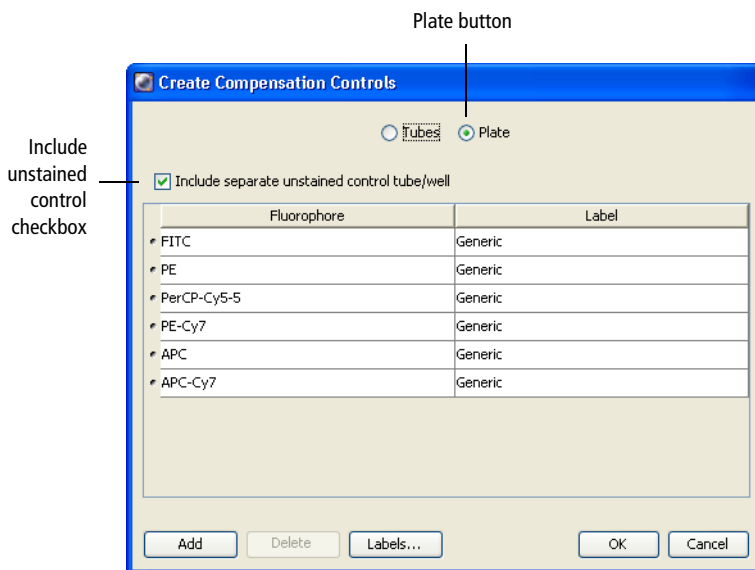 Plate button
Create Compensation Controls
Tubes Plate
Include
unstained
control
checkbox
Include separate unstained control tube/well
Fluorophore Label
FITC Generic
PE Generic
PerCP-Cy5-5 Generic
PE-Cy7 Generic
APC Generic
APC-Cy7 Generic
Add Delete Labels... OK Cancel